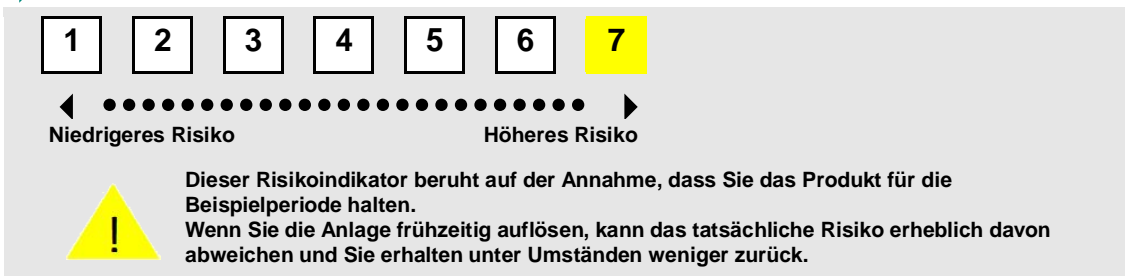 1 2 3 4 5 6 7
Niedrigeres Risiko Höheres Risiko
Dieser Risikoindikator beruht auf der Annahme, dass Sie das Produkt für die
Beispielperiode halten.
Wenn Sie die Anlage frühzeitig auflösen, kann das tatsächliche Risiko erheblich davon
abweichen und Sie erhalten unter Umständen weniger zurück.
!